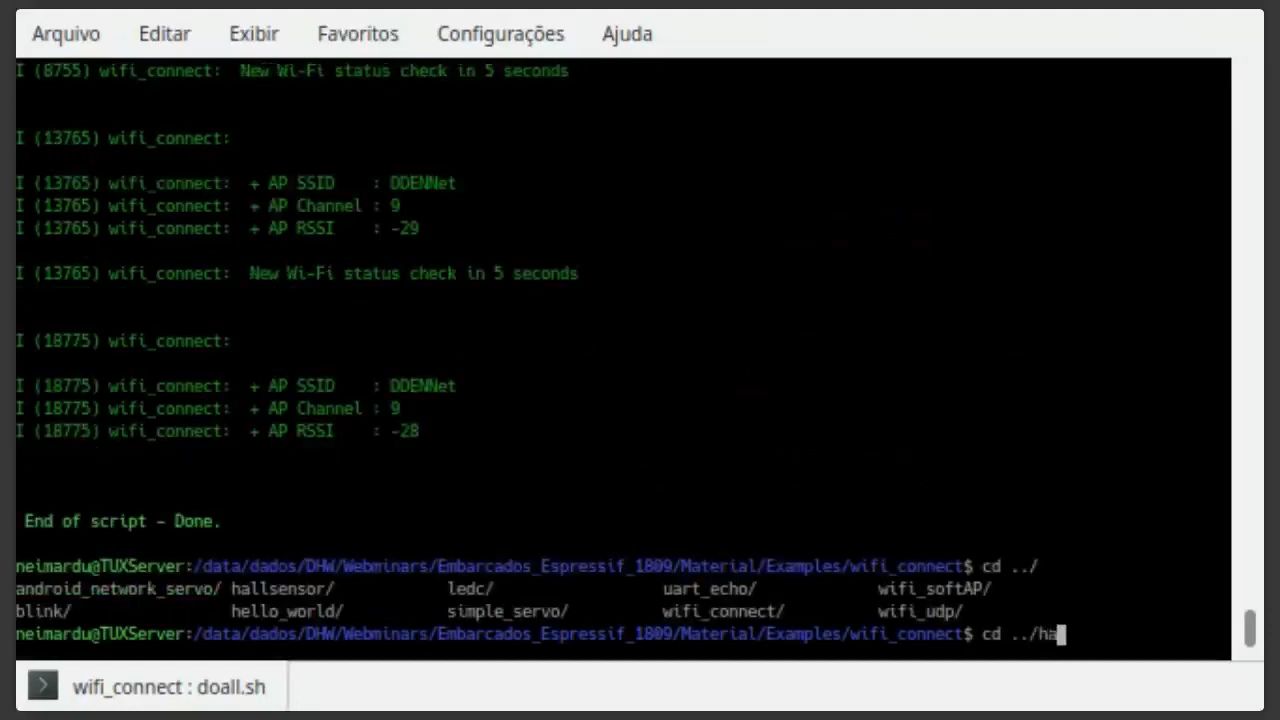 Arquivo Editar Exibir Favoritos Configurações Ajuda
I (8755) wifi_connect: New Wi-Fi status check in 5 seconds
I (13765) wifi_connect:
I (13765) wifi_connect: + AP SSID : DDENNet
I (13765) wifi_connect: + AP Channel : 9
I (13765) wifi_connect: + AP RSSI : -29
I (13765) wifi_connect: New Wi-Fi status check in 5 seconds
I (18775) wifi_connect:
I (18775) wifi_connect: + AP SSID : DDENNet
I (18775) wifi_connect: + AP Channel : 9
I (18775) wifi_connect: + AP RSSI : -28
End of script - Done.
neimardu@TUXServer:/data/dados/DHW/Webminars/Embarcados_Espressif_1809/Material/Examples/wifi_connect$ cd ../
android_network_servo/ hallsensor/ ledc/ uart_echo/ wifi_softAP/
blink/ hello_world/ simple_servo/ wifi_connect/ wifi_udp/
neimardu@TUXServer:/data/dados/DHW/Webminars/Embarcados_Espressif_1809/Material/Examples/wifi_connect$ cd ../ha
wifi_connect : doall.sh